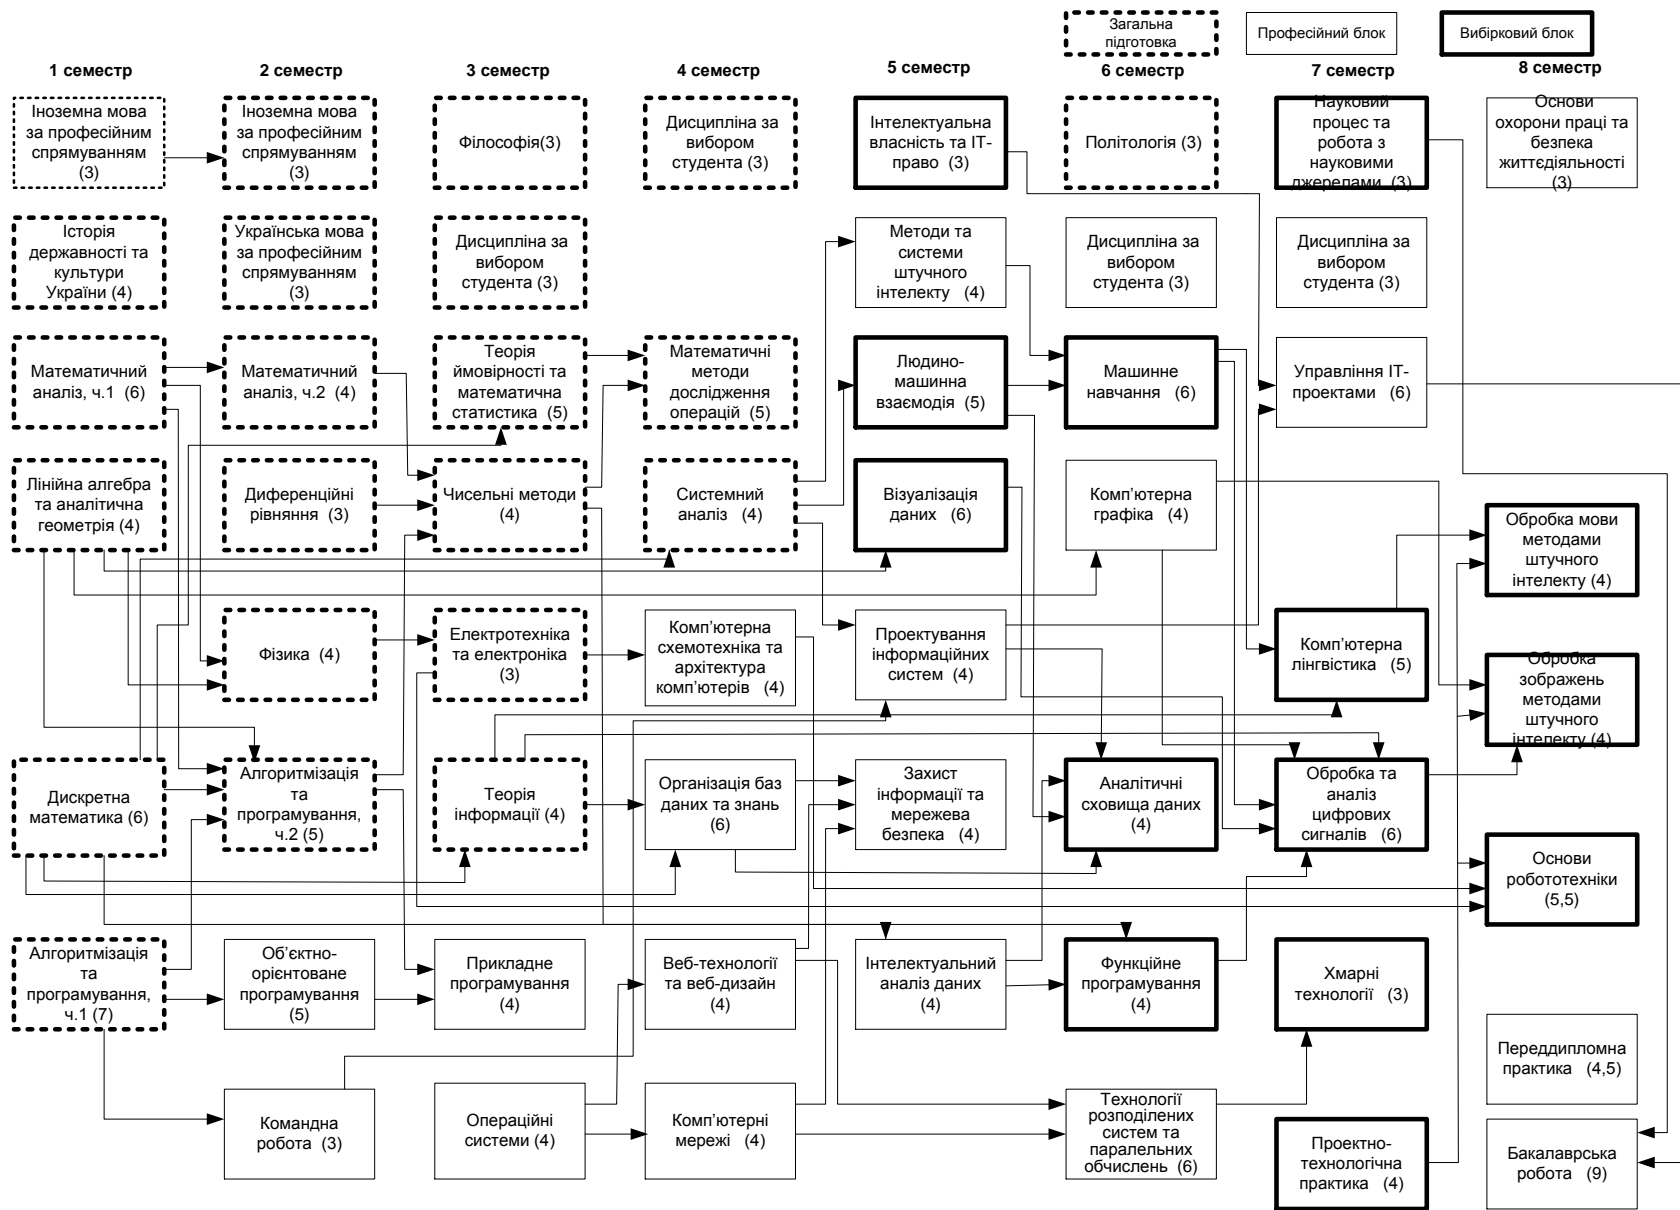 Загальна
підготовка
Професійний блок
Вибірковий блок
1 семестр
2 семестр
3 семестр
4 семестр
5 семестр
6 семестр
7 семестр
8 семестр
Іноземна мова
за професійним
спрямуванням
(3)
Іноземна мова
за професійним
спрямуванням
(3)
Філософія(3)
Дисципліна за
вибором
студента (3)
Інтелектуальна
власність та ІТ-
право (3)
Політологія (3)
Науковий
процес та
робота з
науковими
джерелами (3)
Основи
охорони праці та
безпека
життєдіяльності
(3)
Історія
державності та
культури
України (4)
Українська мова
за професійним
спрямуванням
(3)
Дисципліна за
вибором
студента (3)
Методи та
системи
штучного
інтелекту (4)
Дисципліна за
вибором
студента (3)
Дисципліна за
вибором
студента (3)
Математичний
аналіз, ч.1 (6)
Математичний
аналіз, ч.2 (4)
Теорія
ймовірності та
математична
статистика (5)
Математичні
методи
дослідження
операцій (5)
Людино-
машинна
взаємодія (5)
Машинне
навчання (6)
Управління ІТ-
проектами (6)
Лінійна алгебра
та аналітична
геометрія (4)
Диференційні
рівняння (3)
Чисельні методи
(4)
Системний
аналіз (4)
Візуалізація
даних (6)
Комп’ютерна
графіка (4)
Обробка мови
методами
штучного
інтелекту (4)
Фізика (4)
Електротехніка
та електроніка
(3)
Комп’ютерна
схемотехніка та
архітектура
комп’ютерів (4)
Проектування
інформаційних
систем (4)
Комп’ютерна
лінгвістика (5)
Обробка
зображень
методами
штучного
інтелекту (4)
Дискретна
математика (6)
Алгоритмізація
та
програмування,
ч.2 (5)
Теорія
інформації (4)
Організація баз
даних та знань
(6)
Захист
інформації та
мережева
безпека (4)
Аналітичні
сховища даних
(4)
Обробка та
аналіз
цифрових
сигналів (6)
Основи
робототехніки
(5,5)
Алгоритмізація
та
програмування,
ч.1 (7)
Об’єктно-
орієнтоване
програмування
(5)
Прикладне
програмування
(4)
Веб-технології
та веб-дизайн
(4)
Інтелектуальний
аналіз даних
(4)
Функційне
програмування
(4)
Хмарні
технології (3)
Переддипломна
практика (4,5)
Командна
робота (3)
Операційні
системи (4)
Комп’ютерні
мережі (4)
Технології
розподілених
систем та
паралельних
обчислень (6)
Проектно-
технологічна
практика (4)
Бакалаврська
робота (9)